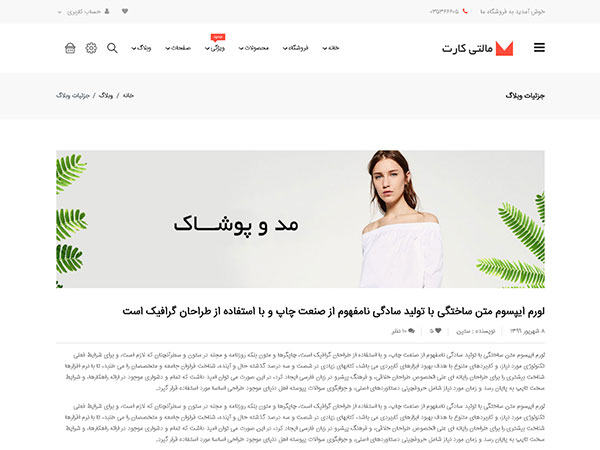 خوش آمدید به فروشگاه ما
حساب کاربری
مالتی کارت
خانه
فروشگاه
محصولات
ویژگی
جدید
صفحات
وبلاگ
جزئیات وبلاگ
خانه / وبلاگ / جزئیات وبلاگ
مد و پوشاک
لورم ایپسوم متن ساختگی با تولید سادگی نامفهوم از صنعت چاپ و با استفاده از طراحان گرافیک است
۸ شهریور ۱۳۹۹
۵
۱۰ نظر
لورم ایپسوم متن ساختگی با تولید سادگی نامفهوم از صنعت چاپ، و با استفاده از طراحان گرافیک است، چاپگرها و متون بلکه روزنامه و مجله در ستون و سطرآنچنان که لازم است، و برای شرایط فعلی
تکنولوژی مورد نیاز، و کاربردهای متنوع با هدف بهبود ابزارهای کاربردی می باشد، کتابهای زیادی در شصت و سه درصد گذشته حال و آینده، شناخت فراوان جامعه و متخصصان را می طلبد، تا با نرم افزارها
شناخت بیشتری را برای طراحان رایانه ای علی الخصوص طراحان خلاقی، و فرهنگ پیشرو در زبان فارسی ایجاد کرد، در این صورت می توان امید داشت که تمام و دشواری موجود در ارائه راهکارها، و شرایط
سخت تایپ به پایان رسد و زمان مورد نیاز شامل حروفچینی دستاوردهای اصلی، و جوابگوی سوالات پیوسته اهل دنیای موجود طراحی اساسا مورد استفاده قرار گیرد.
لورم ایپسوم متن ساختگی با تولید سادگی نامفهوم از صنعت چاپ، و با استفاده از طراحان گرافیک است، چاپگرها و متون بلکه روزنامه و مجله در ستون و سطرآنچنان که لازم است، و برای شرایط فعلی
تکنولوژی مورد نیاز، و کاربردهای متنوع با هدف بهبود ابزارهای کاربردی می باشد، کتابهای زیادی در شصت و سه درصد گذشته حال و آینده، شناخت فراوان جامعه و متخصصان را می طلبد، تا با نرم افزارها
شناخت بیشتری را برای طراحان رایانه ای علی الخصوص طراحان خلاقی، و فرهنگ پیشرو در زبان فارسی ایجاد کرد، در این صورت می توان امید داشت که تمام و دشواری موجود در ارائه راهکارها، و شرایط
سخت تایپ به پایان رسد و زمان مورد نیاز شامل حروفچینی دستاوردهای اصلی، و جوابگوی سوالات پیوسته اهل دنیای موجود طراحی اساسا مورد استفاده قرار گیرد.